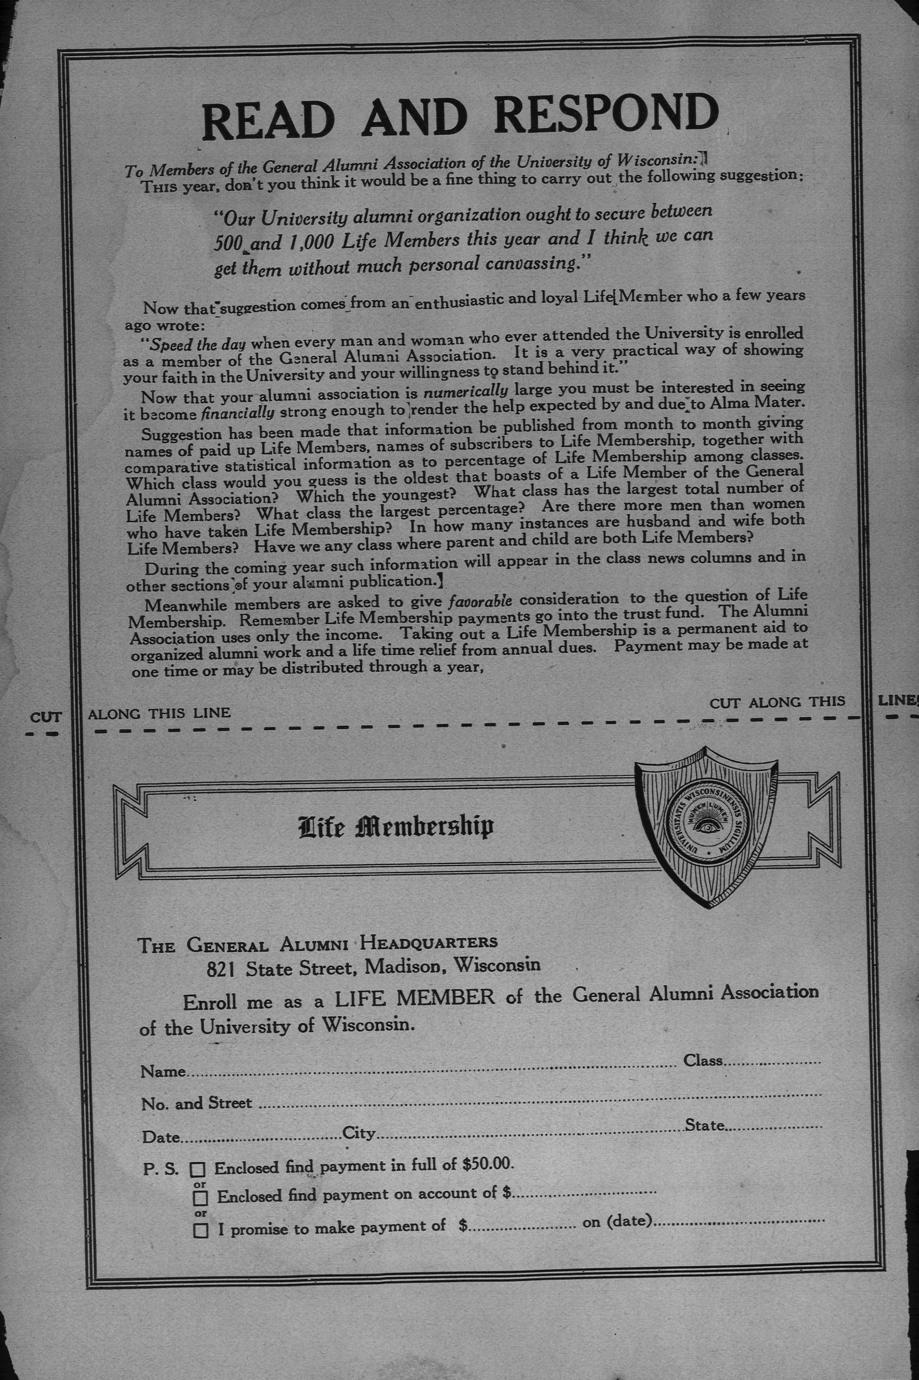 READ AND RESPOND
To Members of the General Alumni Association of the University of Wisconsin:
THIS year, don't you think it would be a fine thing to carry out the following suggestion:
"Our University alumni organization ought to secure between
500 and 1,000 Life Members this year and I think we can
get them without much personal canvassing."
Now that suggestion comes from an enthusiastic and loyal Life Member who a few years
ago wrote:
"Speed the day when every man and woman who ever attended the University is enrolled
as a member of the General Alumni Association. It is a very practical way of showing
your faith in the University and your willingness to stand behind it."
Now that your alumni association is numerically large you must be interested in seeing
it become financially strong enough to render the help expected by and due to Alma Mater.
Suggestion has been made that information be published from month to month giving
names of paid up Life Members, names of subscribers to Life Membership, together with
comparative statistical information as to percentage of Life Membership among classes.
Which class would you guess is the oldest that boasts of a Life Member of the General
Alumni Association? Which the youngest? What class has the largest total number of
Life Members? What class the largest percentage? Are there more men than women
who have taken Life Membership? In how many instances are husband and wife both
Life Members? Have we any class where parent and child are both Life Members?
During the coming year such information will appear in the class news columns and in
other sections of your alumni publication.
Meanwhile members are asked to give favorable consideration to the question of Life
Membership. Remember Life Membership payments go into the trust fund. The Alumni
Association uses only the income. Taking out a Life Membership is a permanent aid to
organized alumni work and a life time relief from annual dues. Payment may be made at
one time or may be distributed through a year,
CUT ALONG THIS LINE CUT ALONG THIS LINE
Life Membership
UNIVERSITATIS WISCONSINENSIS SIGILLUM
NUMEN LUMEN
THE GENERAL ALUMNI HEADQUARTERS
821 State Street, Madison, Wisconsin
Enroll me as a LIFE MEMBER of the General Alumni Association
of the University of Wisconsin.
Name.......... Class..........
No. and Street ..........
Date..........City..........State..........
P. S. ☐ Enclosed find payment in full of $50.00.
or
☐ Enclosed find payment on account of $..........
or
☐ I promise to make payment of $.......... on (date)..........